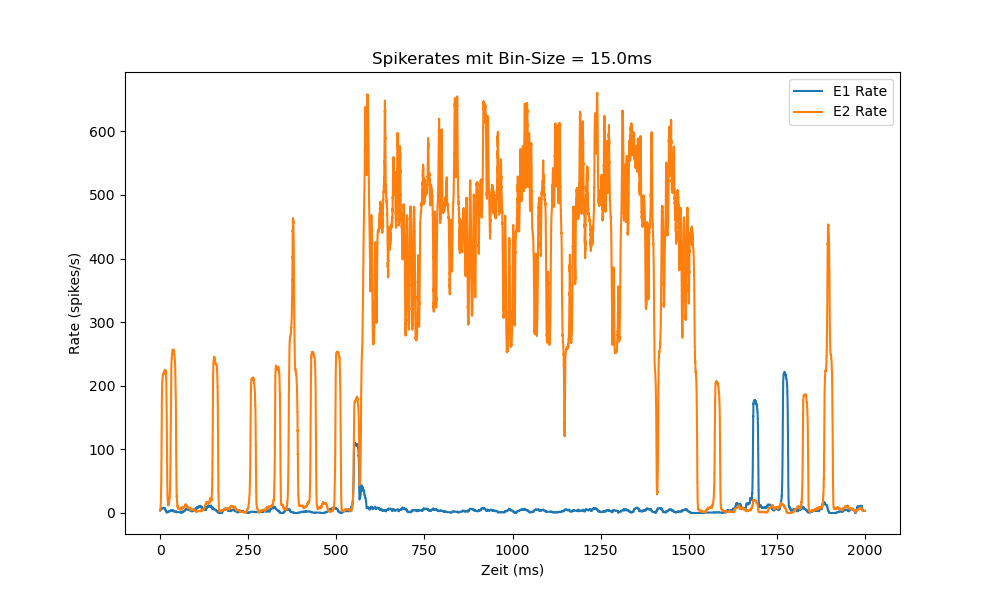 Spikerates mit Bin-Size = 15.0ms
E1 Rate
E2 Rate
600
500
400
300
200
100
0
Rate (spikes/s)
0 250 500 750 1000 1250 1500 1750 2000
Zeit (ms)